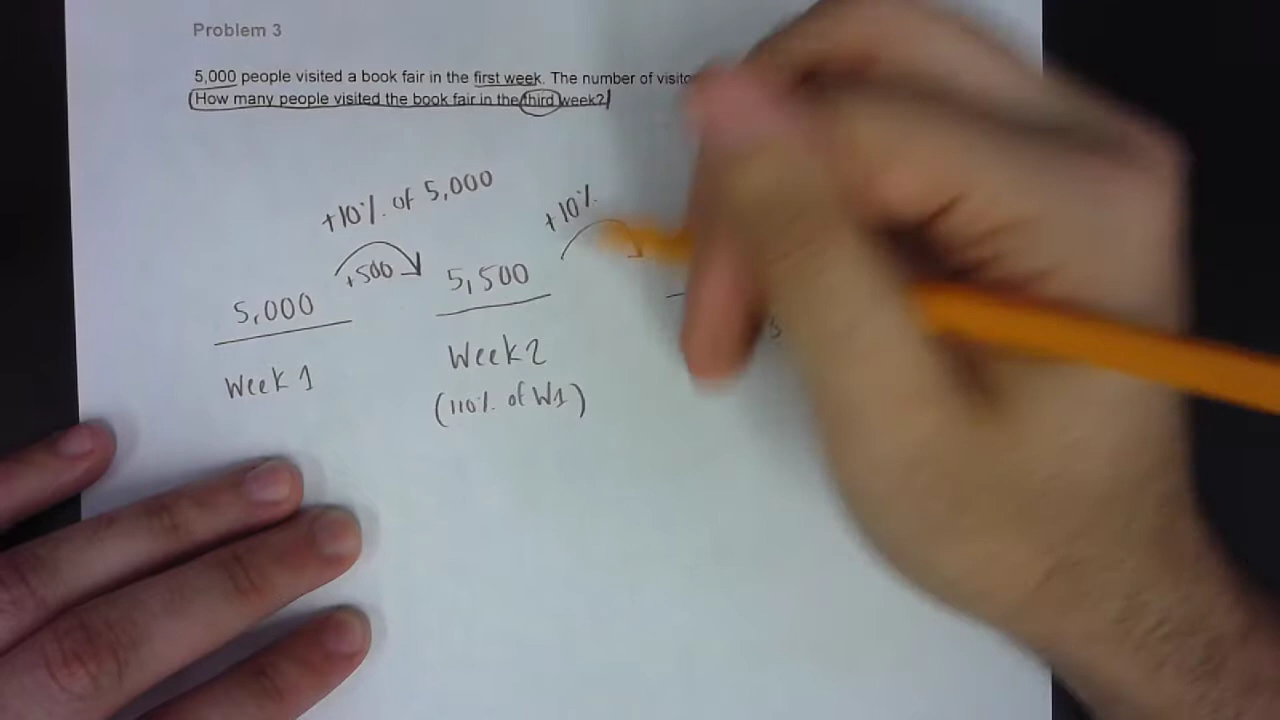 Problem 3
5,000 people visited a book fair in the first week. The number of
How many people visited the book fair in the third week?
+10% of 5,000
+10%
+500
5,500
5,000
Week 2
Week 1
(110% of W1)